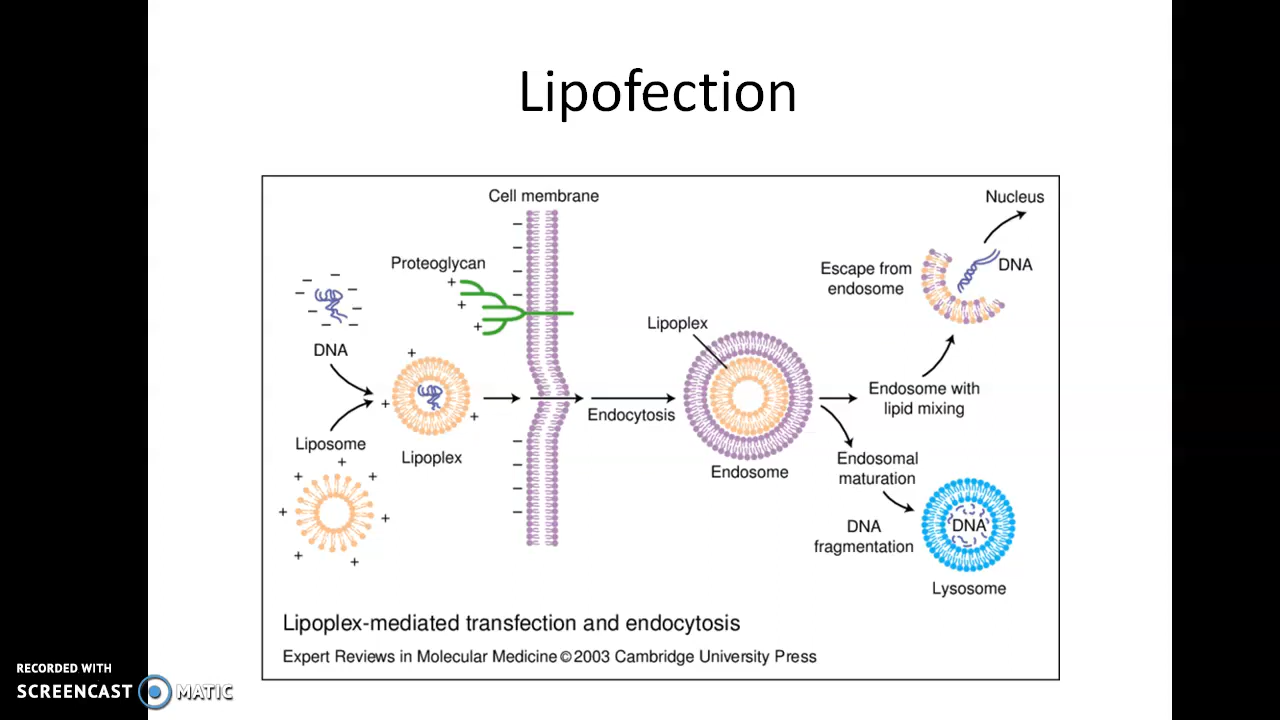 Lipofection
Cell membrane
Nucleus
Proteoglycan
Escape from
endosome
DNA
DNA
Lipoplex
Endosome with
lipid mixing
Endocytosis
Liposome
Lipoplex
Endosome
Endosomal
maturation
DNA
fragmentation
DNA
Lysosome
Lipoplex-mediated transfection and endocytosis
Expert Reviews in Molecular Medicine © 2003 Cambridge University Press
RECORDED WITH
SCREENCAST MATIC